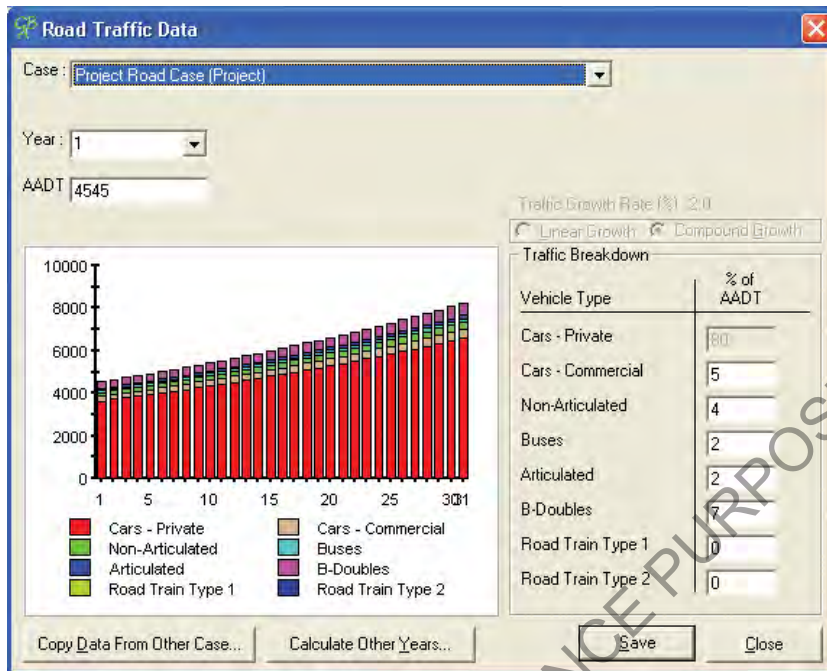 Road Traffic Data
Case : Project Road Case (Project)
Year : 1
AADT 4545
Traffic Growth Rate (%) 2.0
Linear Growth Compound Growth
Traffic Breakdown
Vehicle Type % of AADT
Cars - Private 80
Cars - Commercial 5
Non-Articulated 4
Buses 2
Articulated 2
B-Doubles 7
Road Train Type 1 0
Road Train Type 2 0
10000
8000
6000
4000
2000
0
1 5 10 15 20 25 30 31
Cars - Private Cars - Commercial
Non-Articulated Buses
Articulated B-Doubles
Road Train Type 1 Road Train Type 2
Copy Data From Other Case... Calculate Other Years... Save Close
NCE PURPOS